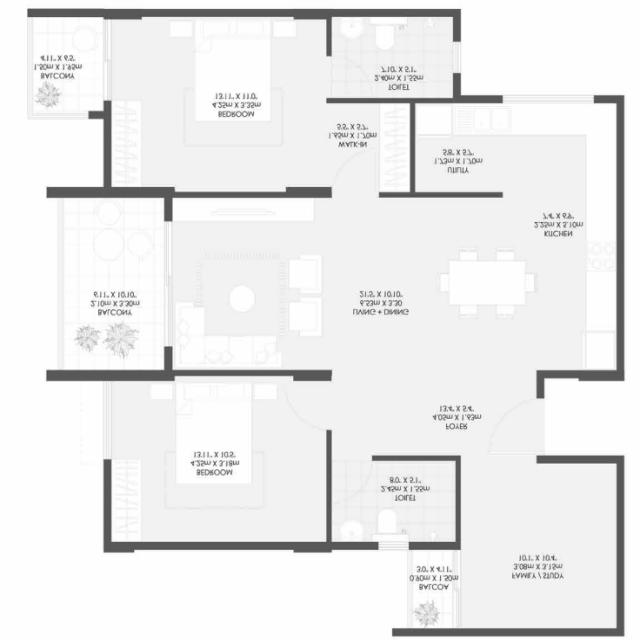 FAMILY / STUDY
3.08m X 3.15m
10'1" X 10'4"
BALCOA
0.90m X 1.50m
3'0" X 4'11"
TOILET
2.45m X 1.55m
8'0" X 5'1"
BEDROOM
4.25m X 3.18m
13'11" X 10'5"
FOYER
4.05m X 1.63m
13'4" X 5'4"
BALCONY
2.10m X 3.30m
6'11" X 10'10"
LIVING + DINING
6.53m X 3.30
21'5" X 10'10"
KITCHEN
2.25m X 5.10m
7'4" X 6'9"
UTILITY
1.73m X 1.70m
5'8" X 5'7"
WALK-IN
1.65m X 1.70m
5'5" X 5'7"
BEDROOM
4.25m X 3.35m
13'11" X 11'0"
TOILET
2.40m X 1.55m
7'10" X 5'1"
BALCONY
1.50m X 1.95m
4'11" X 6'5"